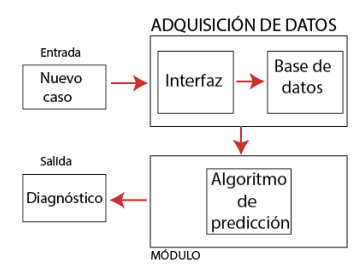 ADQUISICIÓN DE DATOS
Entrada
Nuevo
caso
Interfaz
Base de
datos
Salida
Diagnóstico
Algoritmo
de
predicción
MÓDULO